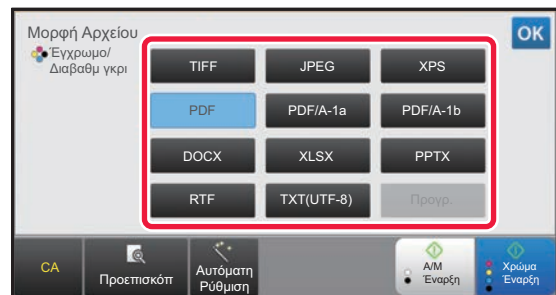 Μορφή Αρχείου
OK
Έγχρωμο/
Διαβαθμ γκρι
TIFF
JPEG
XPS
PDF
PDF/A-1a
PDF/A-1b
DOCX
XLSX
PPTX
RTF
TXT(UTF-8)
Προγρ.
CA
Προεπισκόπ
Αυτόματη
Ρύθμιση
Α/Μ
Έναρξη
Χρώμα
Έναρξη